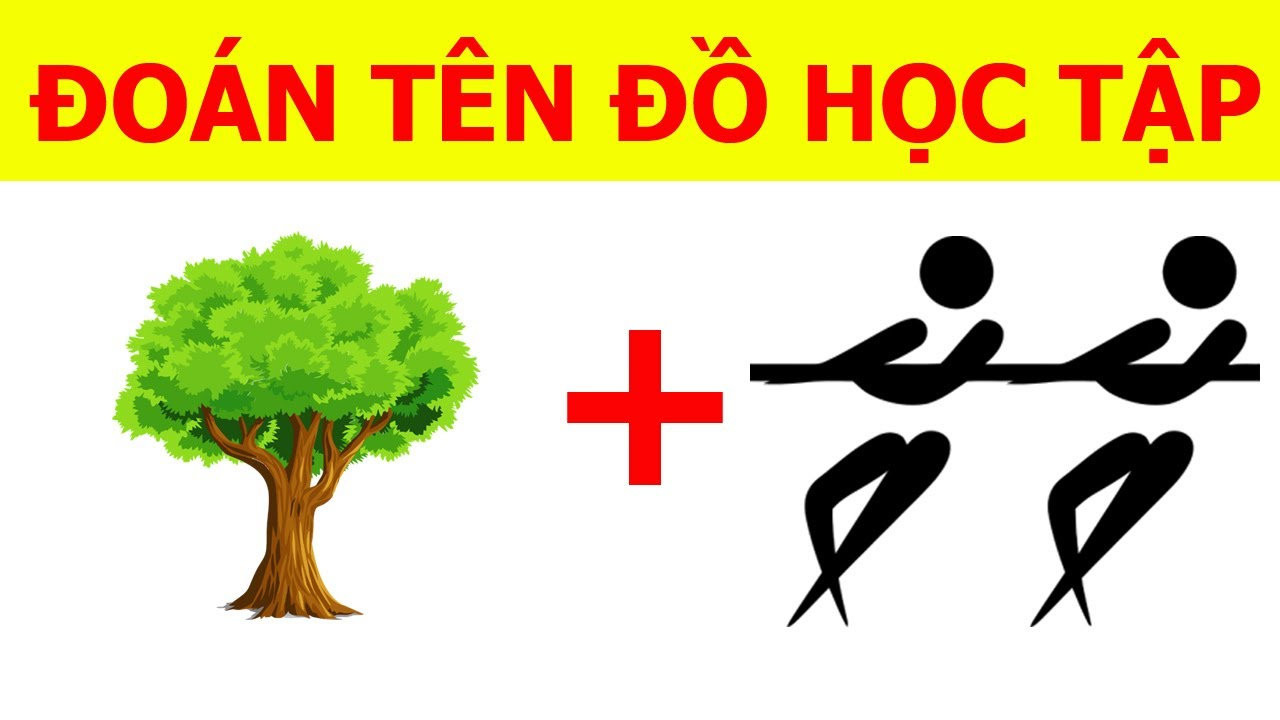 ĐOÁN TÊN ĐỒ HỌC TẬP